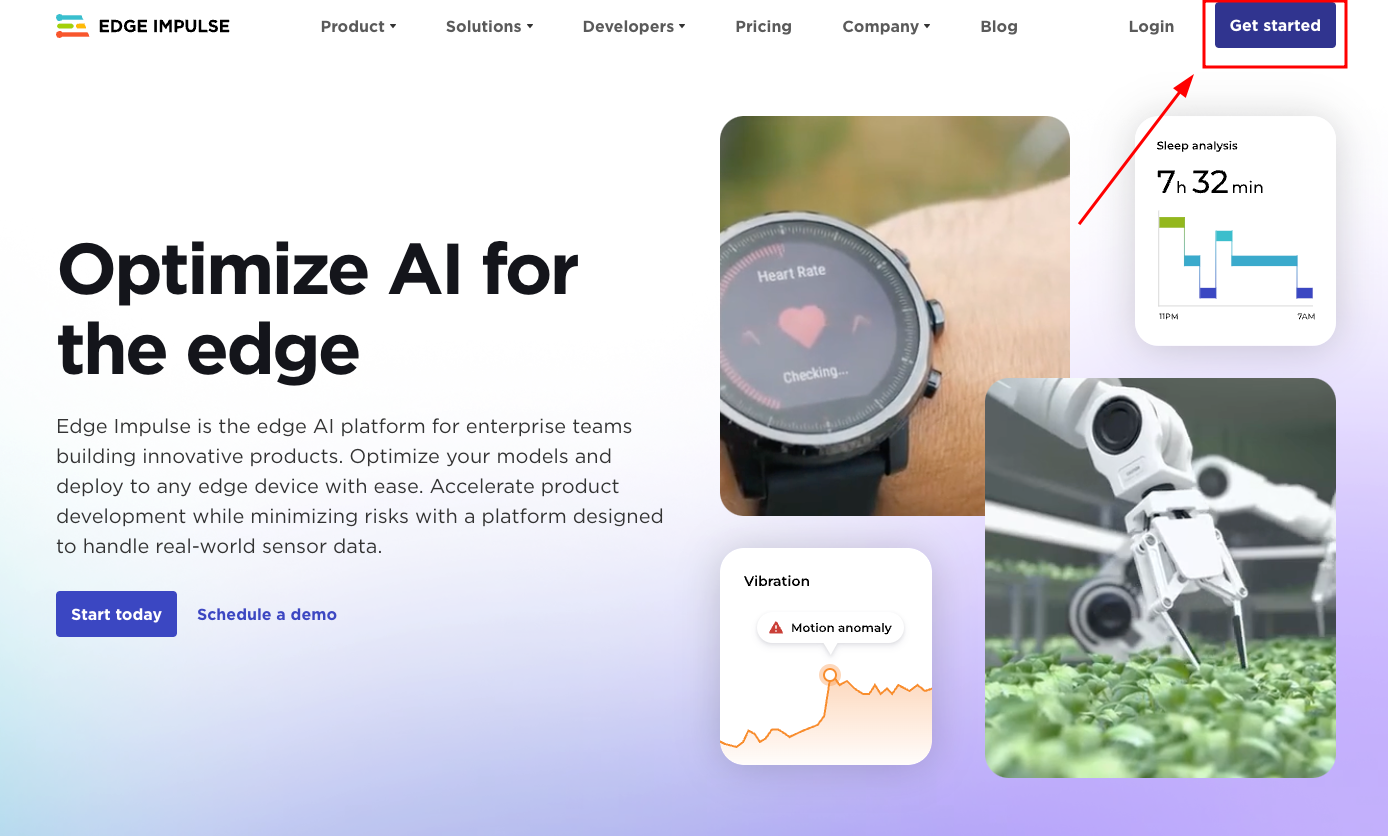 EDGE IMPULSE
Product
Solutions
Developers
Pricing
Company
Blog
Login
Get started
Optimize AI for
the edge
Edge Impulse is the edge AI platform for enterprise teams
building innovative products. Optimize your models and
deploy to any edge device with ease. Accelerate product
development while minimizing risks with a platform designed
to handle real-world sensor data.
Start today
Schedule a demo
Heart Rate
Checking...
Sleep analysis
7h 32min
11PM
7AM
Vibration
Motion anomaly